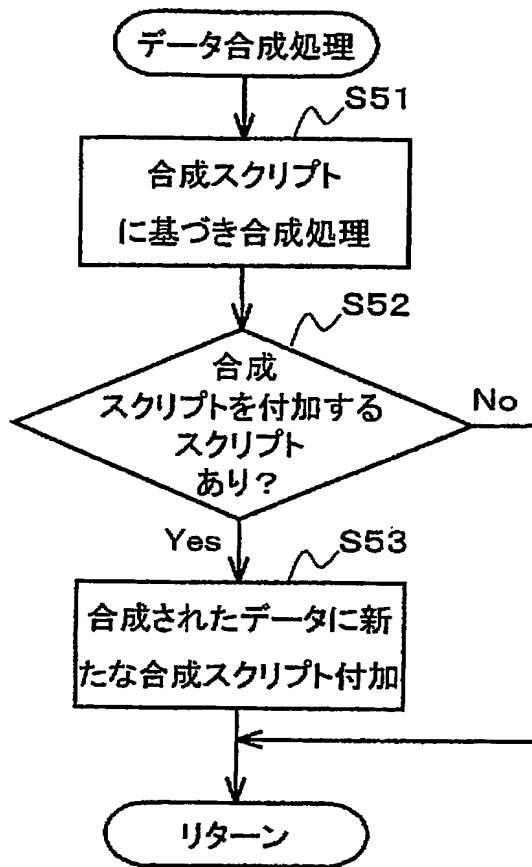 データ合成処理
S51
合成スクリプト
に基づき合成処理
S52
合成
スクリプトを付加する
スクリプト
あり？
No
Yes
S53
合成されたデータに新
たな合成スクリプト付加
リターン